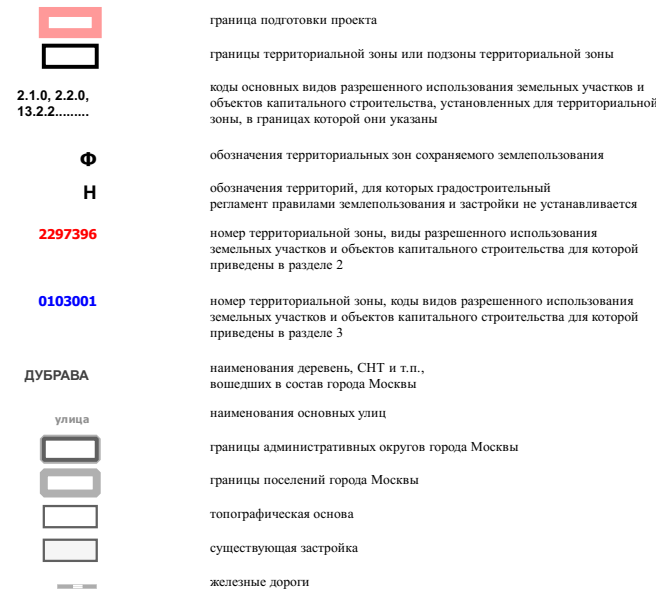 граница подготовки проекта
границы территориальной зоны или подзоны территориальной зоны
2.1.0, 2.2.0,
13.2.2.........
коды основных видов разрешенного использования земельных участков и
объектов капитального строительства, установленных для территориальной
зоны, в границах которой они указаны
Ф
обозначения территориальных зон сохраняемого землепользования
Н
обозначения территорий, для которых градостроительный
регламент правилами землепользования и застройки не устанавливается
2297396
номер территориальной зоны, виды разрешенного использования
земельных участков и объектов капитального строительства для которой
приведены в разделе 2
0103001
номер территориальной зоны, коды видов разрешенного использования
земельных участков и объектов капитального строительства для которой
приведены в разделе 3
ДУБРАВА
наименования деревень, СНТ и т.п.,
вошедших в состав города Москвы
улица
наименования основных улиц
границы административных округов города Москвы
границы поселений города Москвы
топографическая основа
существующая застройка
железные дороги